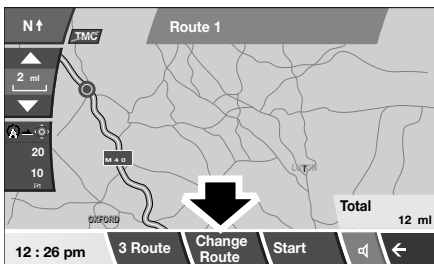 N
TMC
Route 1
2 ml
20
10
M40
LUTON
OXFORD
Total
12 ml
12 : 26 pm
3 Route
Change
Route
Start